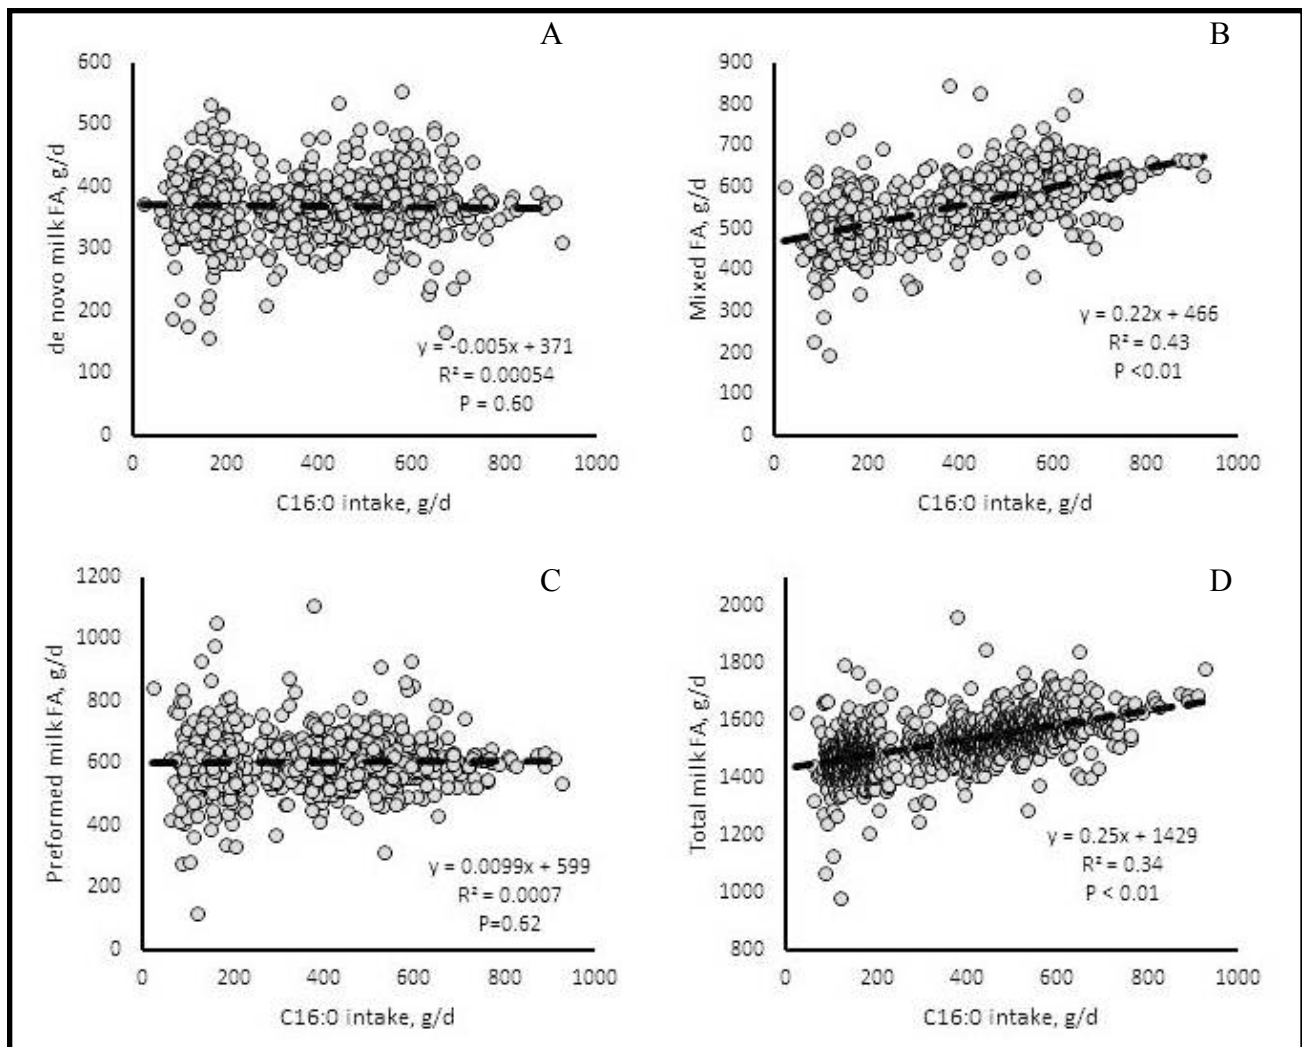 A
600
500
400
300
200
100
0
de novo milk FA, g/d
y = -0.005x + 371
R² = 0.00054
P = 0.60
0 200 400 600 800 1000
C16:0 intake, g/d
B
900
800
700
600
500
400
300
200
100
0
Mixed FA, g/d
y = 0.22x + 466
R² = 0.43
P <0.01
0 200 400 600 800 1000
C16:0 intake, g/d
C
1200
1000
800
600
400
200
0
Preformed milk FA, g/d
y = 0.0099x + 599
R² = 0.0007
P=0.62
0 200 400 600 800 1000
C16:0 intake, g/d
D
2000
1800
1600
1400
1200
1000
800
Total milk FA, g/d
y = 0.25x + 1429
R² = 0.34
P < 0.01
0 200 400 600 800 1000
C16:0 intake, g/d